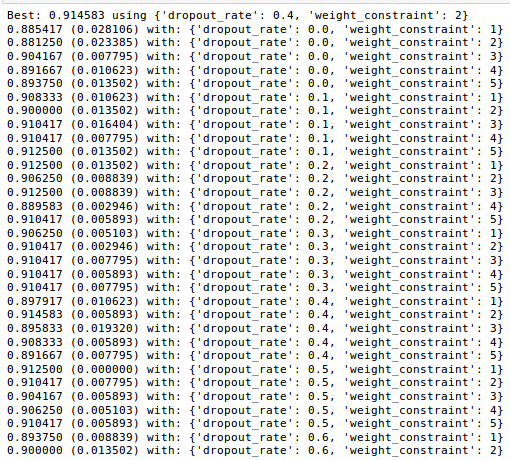 Best: 0.914583 using {'dropout_rate': 0.4, 'weight_constraint': 2}
0.885417 (0.028106) with: {'dropout_rate': 0.0, 'weight_constraint': 1}
0.881250 (0.023385) with: {'dropout_rate': 0.0, 'weight_constraint': 2}
0.904167 (0.007795) with: {'dropout_rate': 0.0, 'weight_constraint': 3}
0.891667 (0.010623) with: {'dropout_rate': 0.0, 'weight_constraint': 4}
0.893750 (0.013502) with: {'dropout_rate': 0.0, 'weight_constraint': 5}
0.908333 (0.010623) with: {'dropout_rate': 0.1, 'weight_constraint': 1}
0.900000 (0.013502) with: {'dropout_rate': 0.1, 'weight_constraint': 2}
0.910417 (0.016404) with: {'dropout_rate': 0.1, 'weight_constraint': 3}
0.910417 (0.007795) with: {'dropout_rate': 0.1, 'weight_constraint': 4}
0.912500 (0.013502) with: {'dropout_rate': 0.1, 'weight_constraint': 5}
0.912500 (0.013502) with: {'dropout_rate': 0.2, 'weight_constraint': 1}
0.906250 (0.008839) with: {'dropout_rate': 0.2, 'weight_constraint': 2}
0.912500 (0.008839) with: {'dropout_rate': 0.2, 'weight_constraint': 3}
0.889583 (0.002946) with: {'dropout_rate': 0.2, 'weight_constraint': 4}
0.910417 (0.005893) with: {'dropout_rate': 0.2, 'weight_constraint': 5}
0.906250 (0.005103) with: {'dropout_rate': 0.3, 'weight_constraint': 1}
0.910417 (0.002946) with: {'dropout_rate': 0.3, 'weight_constraint': 2}
0.910417 (0.007795) with: {'dropout_rate': 0.3, 'weight_constraint': 3}
0.910417 (0.005893) with: {'dropout_rate': 0.3, 'weight_constraint': 4}
0.910417 (0.007795) with: {'dropout_rate': 0.3, 'weight_constraint': 5}
0.897917 (0.010623) with: {'dropout_rate': 0.4, 'weight_constraint': 1}
0.914583 (0.005893) with: {'dropout_rate': 0.4, 'weight_constraint': 2}
0.895833 (0.019320) with: {'dropout_rate': 0.4, 'weight_constraint': 3}
0.908333 (0.005893) with: {'dropout_rate': 0.4, 'weight_constraint': 4}
0.891667 (0.007795) with: {'dropout_rate': 0.4, 'weight_constraint': 5}
0.912500 (0.000000) with: {'dropout_rate': 0.5, 'weight_constraint': 1}
0.910417 (0.007795) with: {'dropout_rate': 0.5, 'weight_constraint': 2}
0.904167 (0.005893) with: {'dropout_rate': 0.5, 'weight_constraint': 3}
0.906250 (0.005103) with: {'dropout_rate': 0.5, 'weight_constraint': 4}
0.910417 (0.005893) with: {'dropout_rate': 0.5, 'weight_constraint': 5}
0.893750 (0.008839) with: {'dropout_rate': 0.6, 'weight_constraint': 1}
0.900000 (0.013502) with: {'dropout_rate': 0.6, 'weight_constraint': 2}